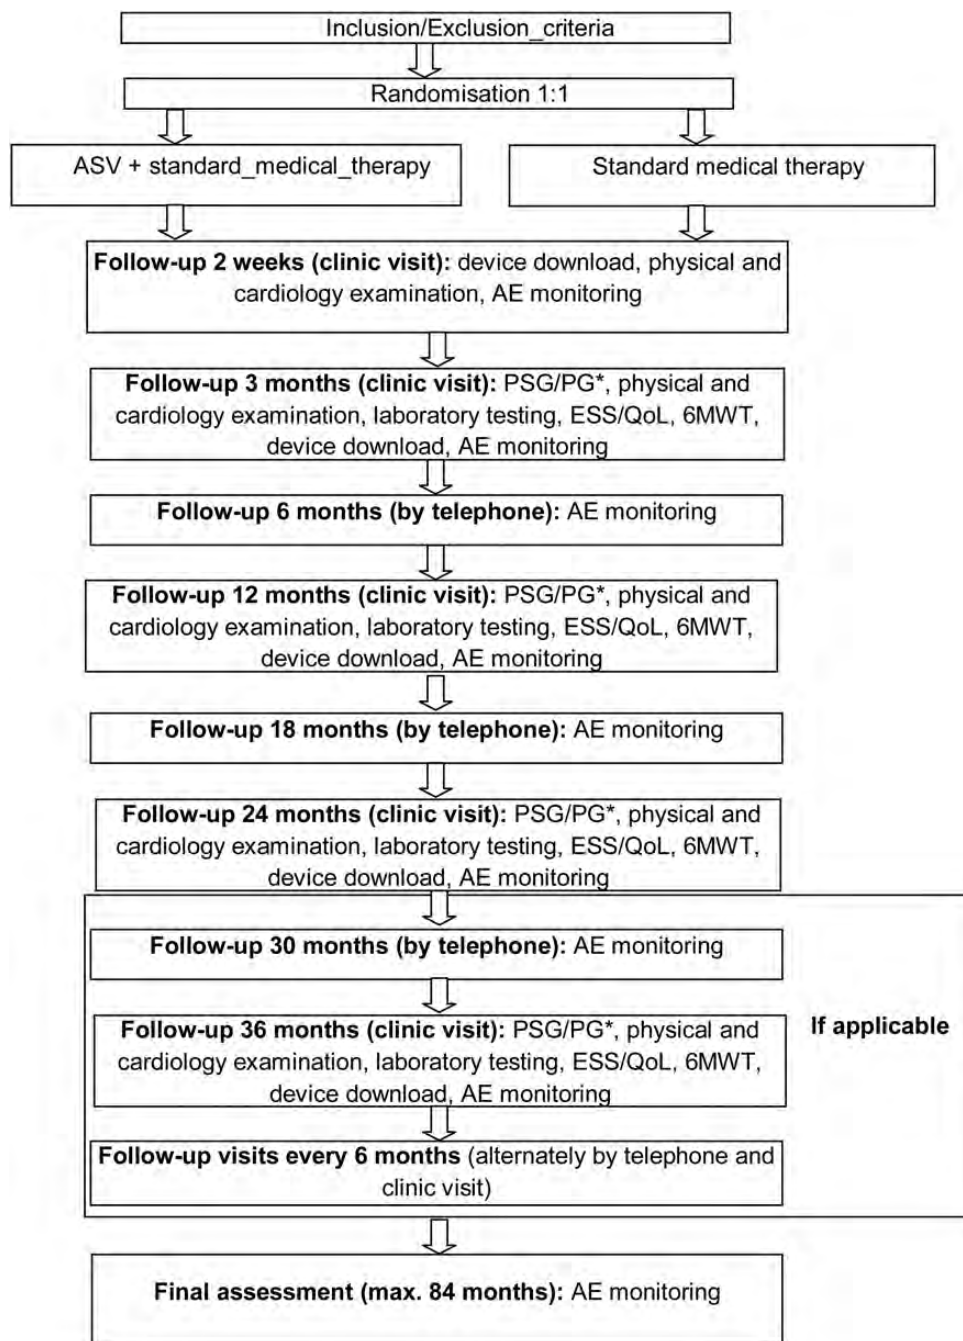 Inclusion/Exclusion_criteria
Randomisation 1:1
ASV + standard_medical_therapy
Standard medical therapy
Follow-up 2 weeks (clinic visit): device download, physical and
cardiology examination, AE monitoring
Follow-up 3 months (clinic visit): PSG/PG*, physical and
cardiology examination, laboratory testing, ESS/QoL, 6MWT,
device download, AE monitoring
Follow-up 6 months (by telephone): AE monitoring
Follow-up 12 months (clinic visit): PSG/PG*, physical and
cardiology examination, laboratory testing, ESS/QoL, 6MWT,
device download, AE monitoring
Follow-up 18 months (by telephone): AE monitoring
Follow-up 24 months (clinic visit): PSG/PG*, physical and
cardiology examination, laboratory testing, ESS/QoL, 6MWT,
device download, AE monitoring
Follow-up 30 months (by telephone): AE monitoring
Follow-up 36 months (clinic visit): PSG/PG*, physical and
cardiology examination, laboratory testing, ESS/QoL, 6MWT,
device download, AE monitoring
If applicable
Follow-up visits every 6 months (alternately by telephone and
clinic visit)
Final assessment (max. 84 months): AE monitoring